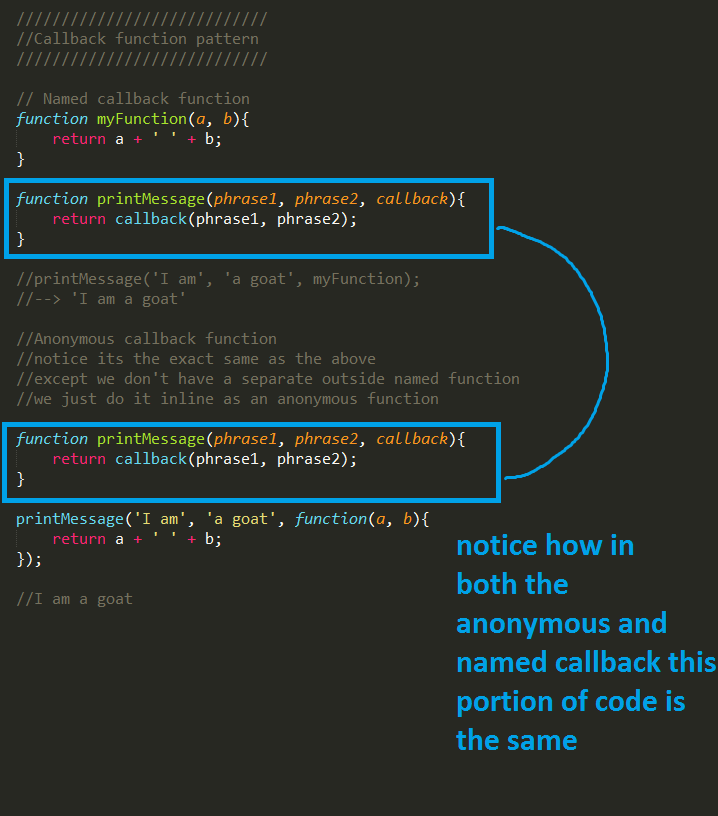 ////////////////////////////
//Callback function pattern
////////////////////////////
// Named callback function
function myFunction(a, b){
return a + ' ' + b;
}
function printMessage(phrase1, phrase2, callback){
return callback(phrase1, phrase2);
}
//printMessage('I am', 'a goat', myFunction);
//--> 'I am a goat'
//Anonymous callback function
//notice its the exact same as the above
//except we don't have a separate outside named function
//we just do it inline as an anonymous function
function printMessage(phrase1, phrase2, callback){
return callback(phrase1, phrase2);
}
printMessage('I am', 'a goat', function(a, b){
return a + ' ' + b;
});
//I am a goat
notice how in
both the
anonymous and
named callback this
portion of code is
the same